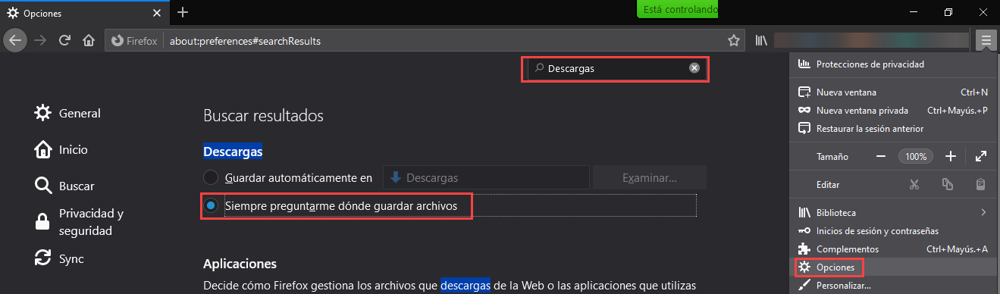 Opciones
Está controlando
Firefox about:preferences#searchResults
Descargas
General
Inicio
Buscar
Privacidad y
seguridad
Sync
Buscar resultados
Descargas
Guardar automáticamente en Descargas Examinar...
Siempre preguntarme dónde guardar archivos
Aplicaciones
Decide cómo Firefox gestiona los archivos que descargas de la Web o las aplicaciones que utilizas
Protecciones de privacidad
Nueva ventana Ctrl+N
Nueva ventana privada Ctrl+Mayús.+P
Restaurar la sesión anterior
Tamaño 100%
Editar
Biblioteca
Inicios de sesión y contraseñas
Complementos Ctrl+Mayús.+A
Opciones
Personalizar...